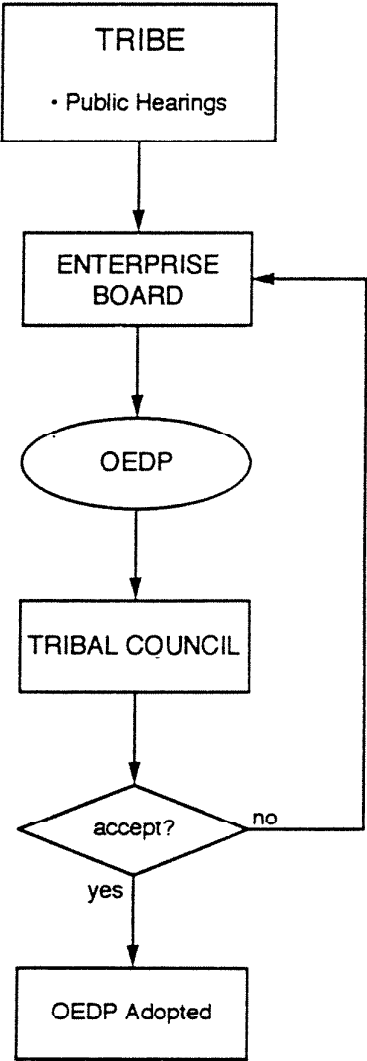 TRIBE
• Public Hearings
ENTERPRISE
BOARD
OEDP
TRIBAL COUNCIL
accept?
no
yes
OEDP Adopted